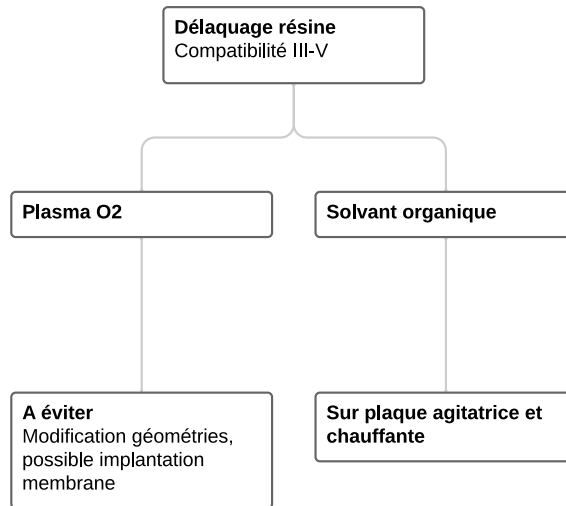 Délaquage résine
Compatibilité III-V
Plasma O2
Solvant organique
A éviter
Modification géométries,
possible implantation
membrane
Sur plaque agitatrice et
chauffante